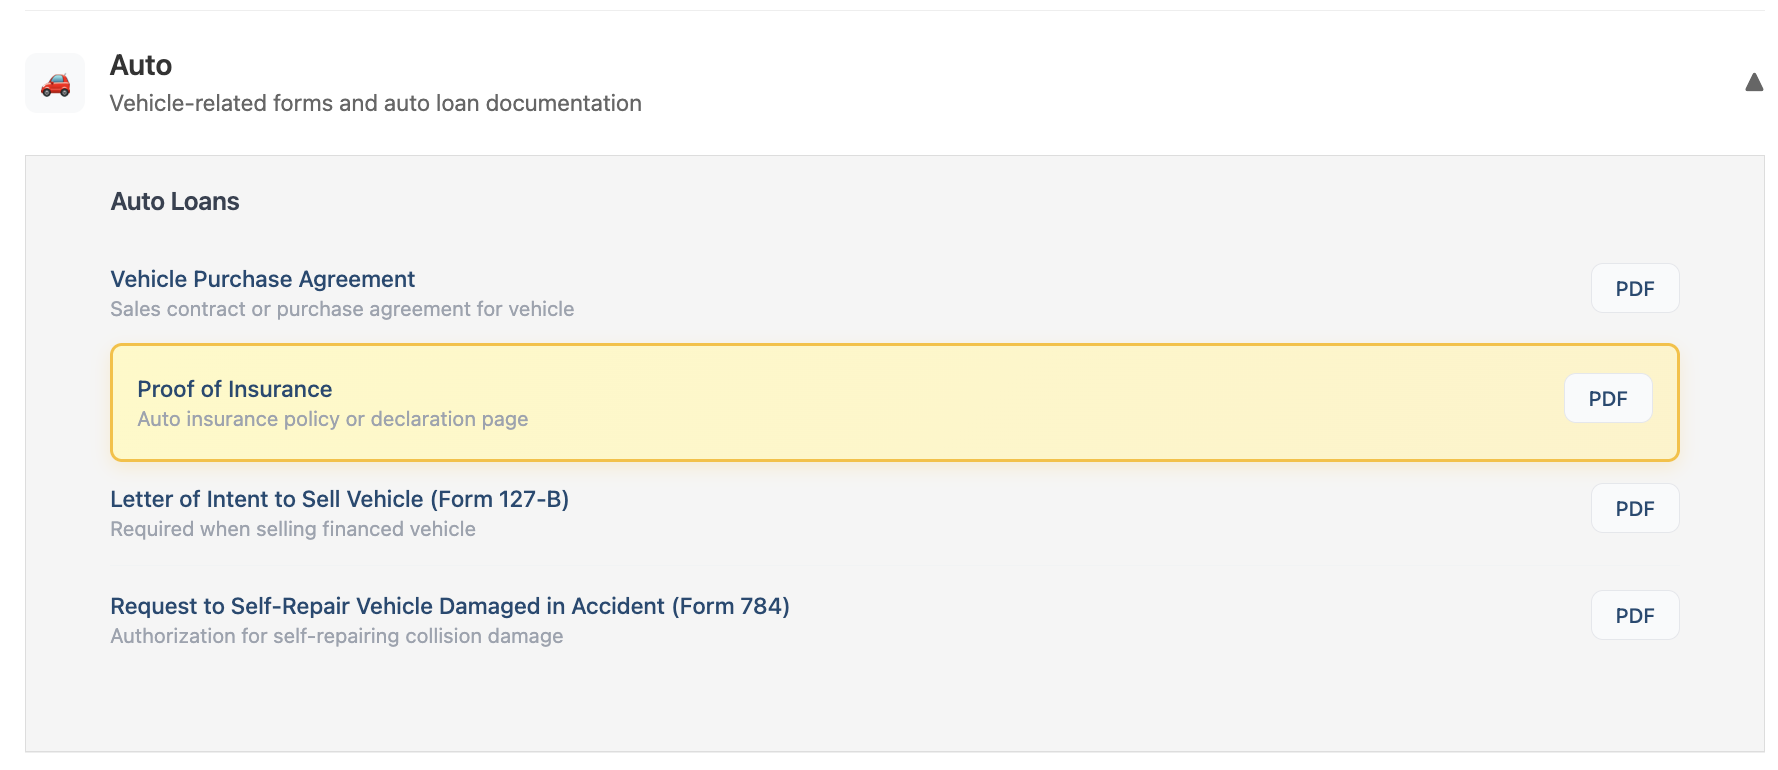 Auto
Vehicle-related forms and auto loan documentation
Auto Loans
Vehicle Purchase Agreement
Sales contract or purchase agreement for vehicle
PDF
Proof of Insurance
Auto insurance policy or declaration page
PDF
Letter of Intent to Sell Vehicle (Form 127-B)
Required when selling financed vehicle
PDF
Request to Self-Repair Vehicle Damaged in Accident (Form 784)
Authorization for self-repairing collision damage
PDF